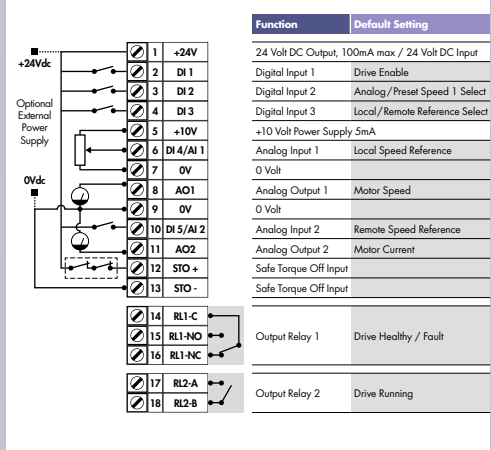 Function Default Setting
1 +24V 24 Volt DC Output, 100mA max / 24 Volt DC Input
+24Vdc
2 DI 1 Digital Input 1 Drive Enable
3 DI 2 Digital Input 2 Analog/Preset Speed 1 Select
4 DI 3 Digital Input 3 Local/Remote Reference Select
Optional
External
Power
Supply
5 +10V +10 Volt Power Supply 5mA
6 DI 4/AI 1 Analog Input 1 Local Speed Reference
7 0V 0 Volt
0Vdc
8 AO1 Analog Output 1 Motor Speed
9 0V 0 Volt
10 DI 5/AI 2 Analog Input 2 Remote Speed Reference
11 AO2 Analog Output 2 Motor Current
12 STO + Safe Torque Off Input
13 STO - Safe Torque Off Input
14 RL1-C
15 RL1-NO Output Relay 1 Drive Healthy / Fault
16 RL1-NC
17 RL2-A
Output Relay 2 Drive Running
18 RL2-B